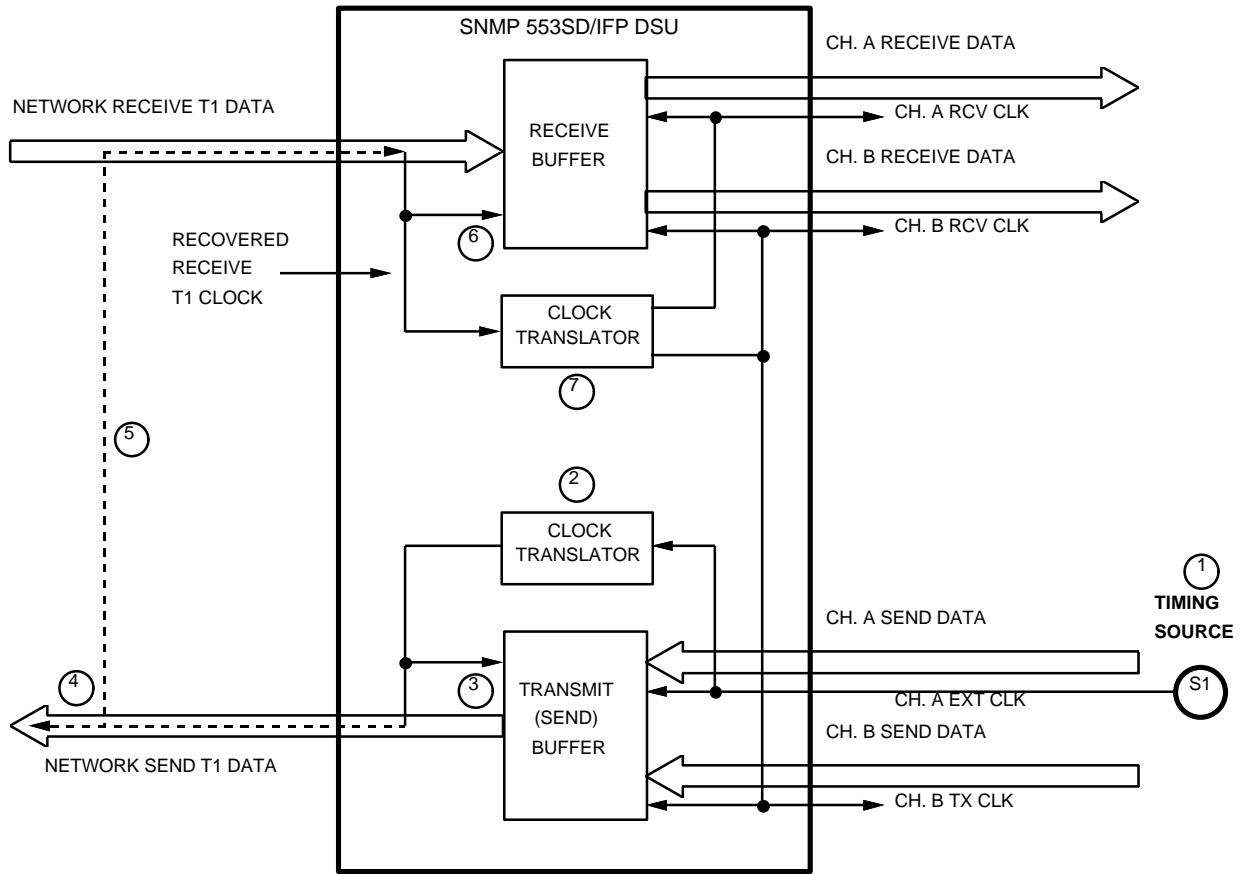 SNMP 553SD/IFP DSU
CH. A RECEIVE DATA
NETWORK RECEIVE T1 DATA
RECEIVE
BUFFER
CH. A RCV CLK
CH. B RECEIVE DATA
6
CH. B RCV CLK
RECOVERED
RECEIVE
T1 CLOCK
CLOCK
TRANSLATOR
7
5
2
CLOCK
TRANSLATOR
1
TIMING
SOURCE
CH. A SEND DATA
S1
4
3
TRANSMIT
(SEND)
BUFFER
CH. A EXT CLK
CH. B SEND DATA
NETWORK SEND T1 DATA
CH. B TX CLK